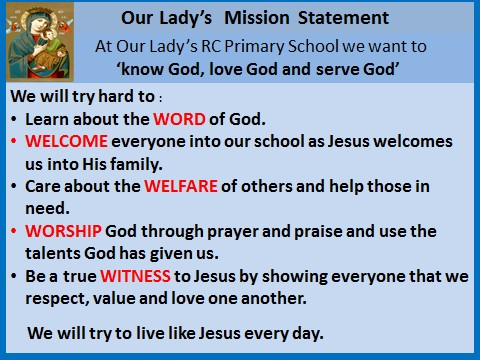 Our Lady's Mission Statement
At Our Lady's RC Primary School we want to
‘know God, love God and serve God’
We will try hard to :
• Learn about the WORD of God.
• WELCOME everyone into our school as Jesus welcomes
us into His family.
• Care about the WELFARE of others and help those in
need.
• WORSHIP God through prayer and praise and use the
talents God has given us.
• Be a true WITNESS to Jesus by showing everyone that we
respect, value and love one another.
We will try to live like Jesus every day.